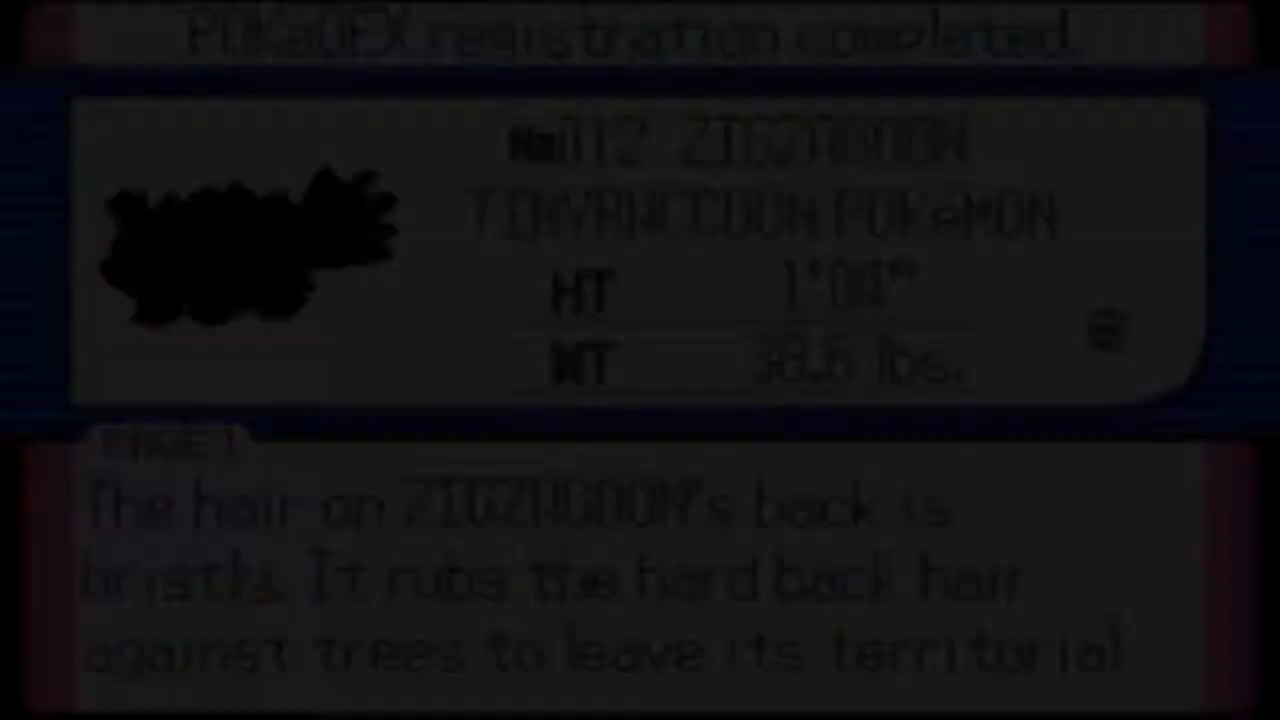 POKéDEX registration completed.
No112 ZIGZAGOON
TINYRACCOON POKéMON
HT 1'04"
WT 38.6 lbs.
PAGE1
The hair on ZIGZAGOON's back is
bristly. It rubs the hard back hair
against trees to leave its territorial